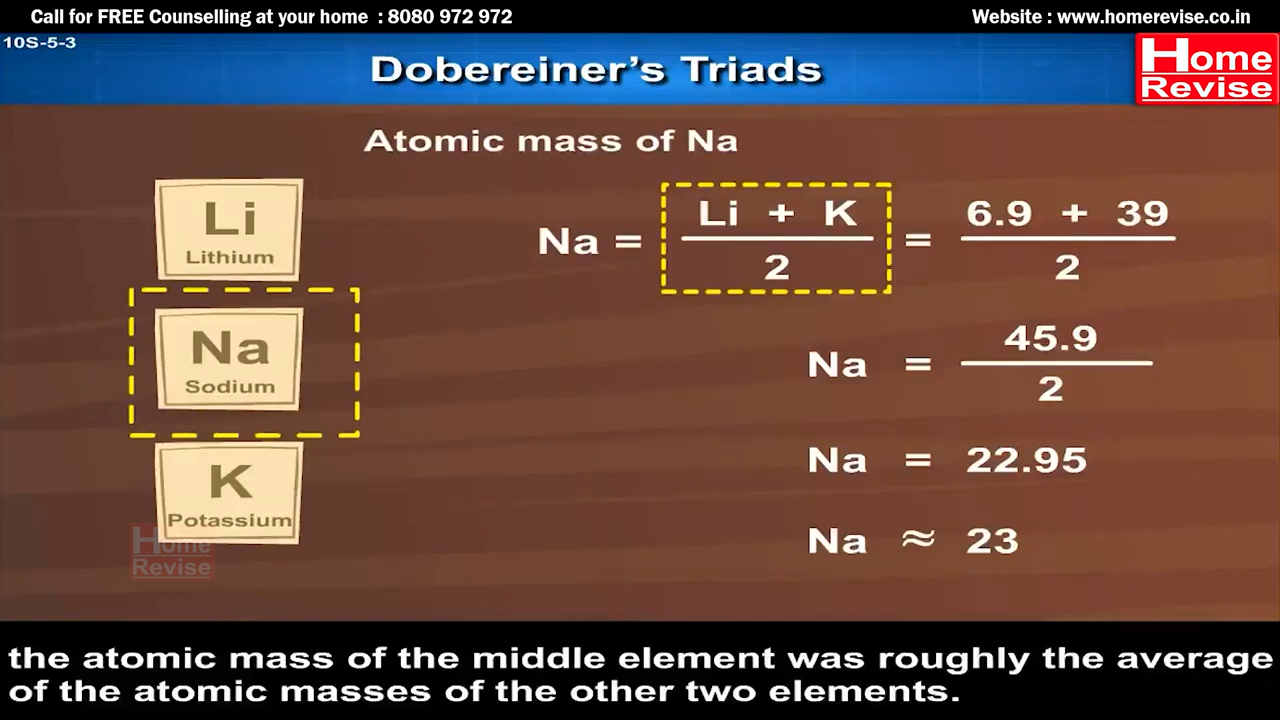 Call for FREE Counselling at your home : 8080 972 972
Website : www.homerevise.co.in
10S-5-3
Dobereiner's Triads
Home
Revise
Atomic mass of Na
Li
Lithium
Na
Sodium
K
Potassium
Na = Li + K / 2 = 6.9 + 39 / 2
Na = 45.9 / 2
Na = 22.95
Na ≈ 23
Home
Revise
the atomic mass of the middle element was roughly the average
of the atomic masses of the other two elements.